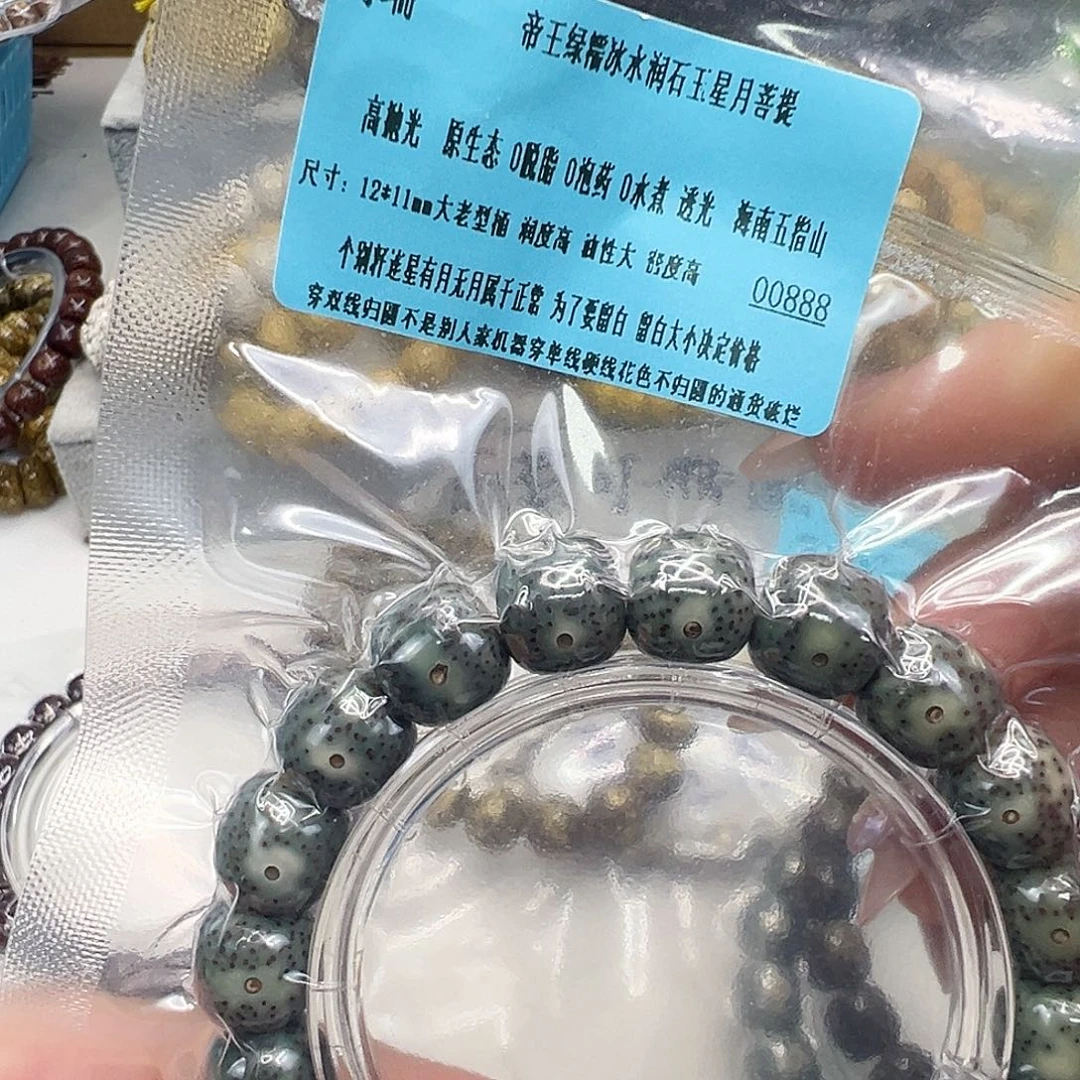 帝王绿糯冰水润石玉星月菩提
高抛光 原生态 0脱脂 0泡药 0水煮 透光 海南五指山
尺寸：12*11mm大老型桶 润度高 油性大 密度高
00888
个别籽连星有月无月属于正常 为了要留白 留白大小决定价格
穿双线归圆不是别人家机器穿单线硬线花色不归圆的通货破烂